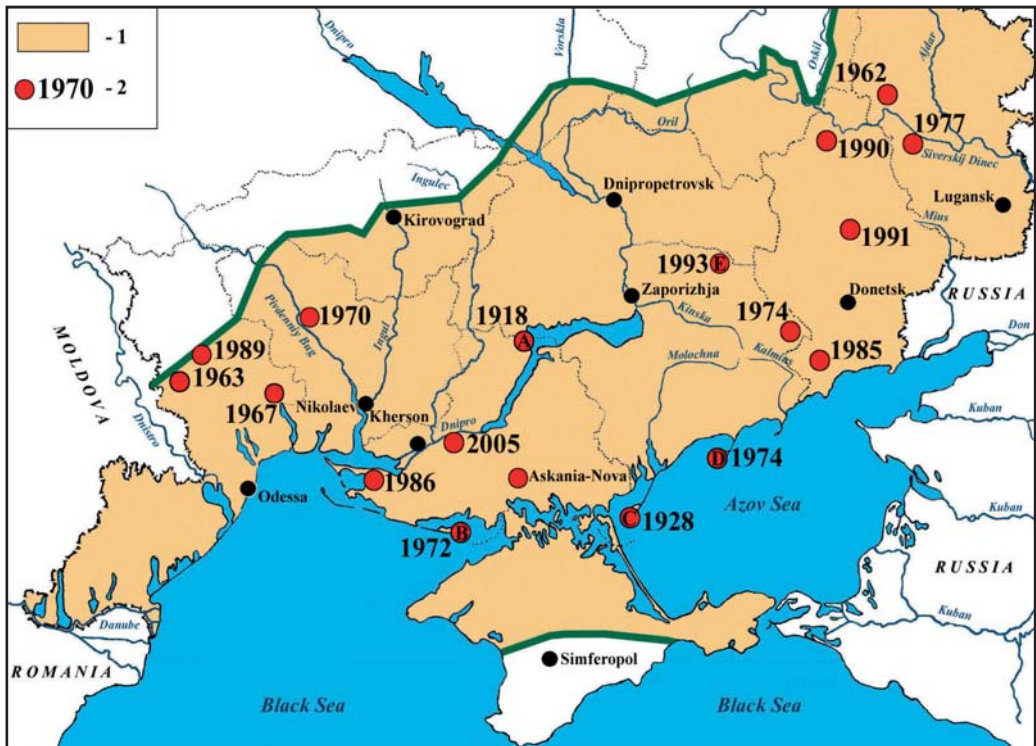 - 1
1970 - 2
Dnipro
Vorskla
Oskil
Ajdar
1962
1977
1990
Siverskij Dinec
Oril
Ingulec
Dnipropetrovsk
Lugansk
Mius
Kirovograd
1991
1993 E
Zaporizhja
Donetsk
RUSSIA
Don
Kinska
1970
Pivdenniy Bug
Ingul
1918
A
1974
Kalmius
1985
Molochna
MOLDOVA
Dnistro
1989
1963
1967
Nikolaev
Kherson
Dnipro
2005
Kuban
D 1974
1986
Askania-Nova
Odessa
Azov Sea
Kuban
C
1928
B
1972
RUSSIA
Danube
Kuban
ROMANIA
Simferopol
Black Sea
Black Sea